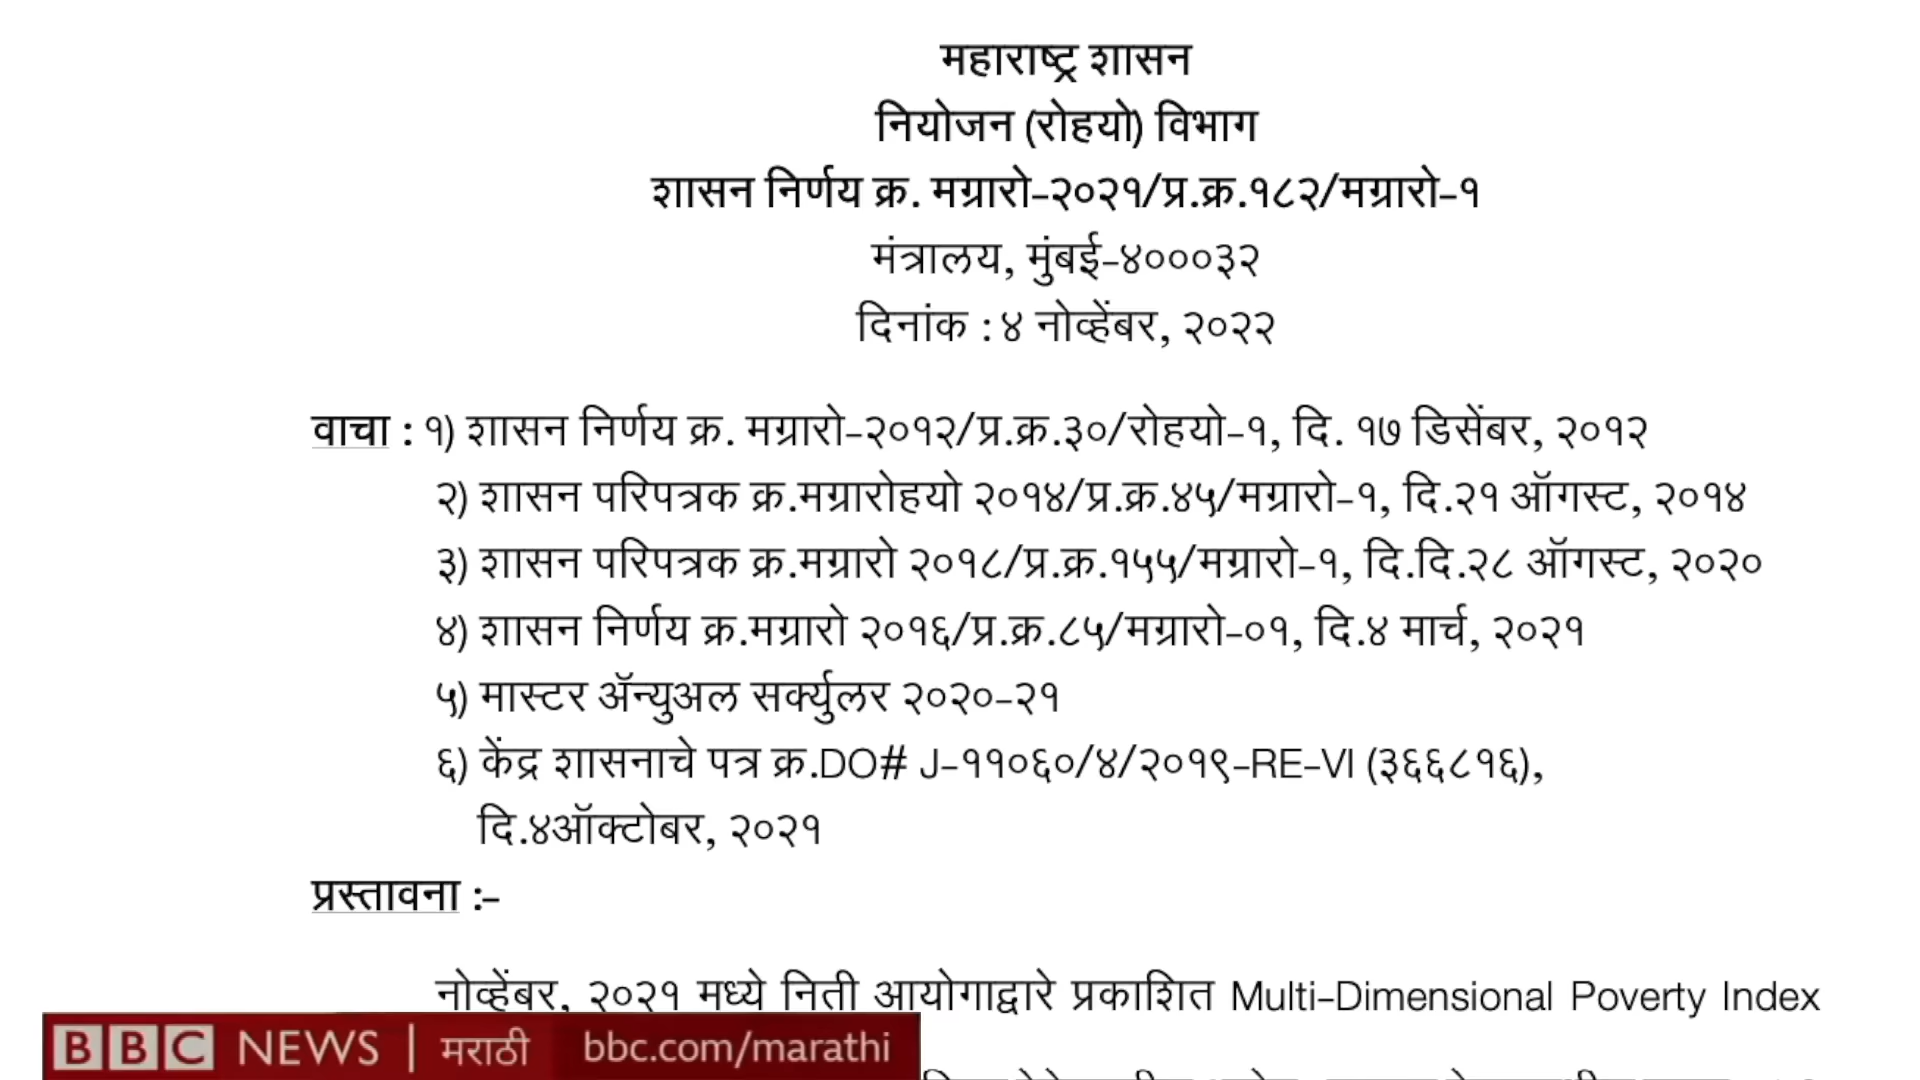 महाराष्ट्र शासन
नियोजन (रोहयो) विभाग
शासन निर्णय क्र. मग्रारो-२०२१/प्र.क्र.१८२/मग्रारो-१
मंत्रालय, मुंबई-४०००३२
दिनांक : ४ नोव्हेंबर, २०२२
वाचा : १) शासन निर्णय क्र. मग्रारो-२०१२/प्र.क्र.३०/रोहयो-१, दि. १७ डिसेंबर, २०१२
२) शासन परिपत्रक क्र.मग्रारोहयो २०१४/प्र.क्र.४५/मग्रारो-१, दि.२१ ऑगस्ट, २०१४
३) शासन परिपत्रक क्र.मग्रारो २०१८/प्र.क्र.१५५/मग्रारो-१, दि.दि.२८ ऑगस्ट, २०२०
४) शासन निर्णय क्र.मग्रारो २०१६/प्र.क्र.८५/मग्रारो-०१, दि.४ मार्च, २०२१
५) मास्टर ॲन्युअल सर्क्युलर २०२०-२१
६) केंद्र शासनाचे पत्र क्र.DO# J-११०६०/४/२०१९-RE-VI (३६६८१६),
दि.४ऑक्टोबर, २०२१
प्रस्तावना :-
नोव्हेंबर, २०२१ मध्ये निती आयोगाद्वारे प्रकाशित Multi-Dimensional Poverty Index
BBC NEWS | मराठी bbc.com/marathi